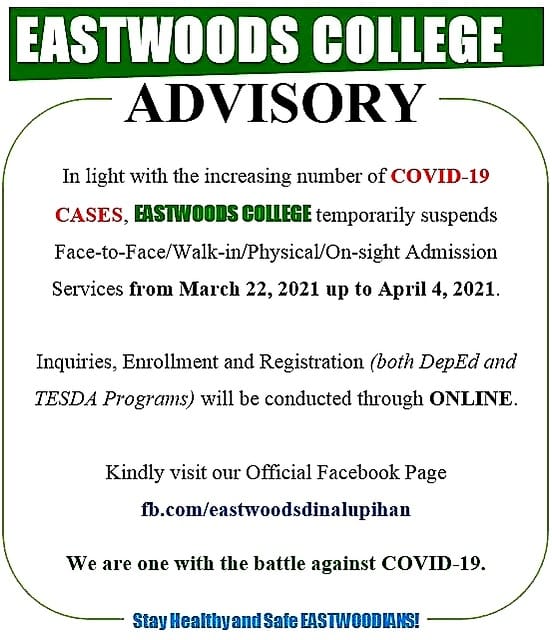 EASTWOODS COLLEGE
ADVISORY
In light with the increasing number of COVID-19
CASES, EASTWOODS COLLEGE temporarily suspends
Face-to-Face/Walk-in/Physical/On-sight Admission
Services from March 22, 2021 up to April 4, 2021.
Inquiries, Enrollment and Registration (both DepEd and
TESDA Programs) will be conducted through ONLINE.
Kindly visit our Official Facebook Page
fb.com/eastwoodsdinalupihan
We are one with the battle against COVID-19.
Stay Healthy and Safe EASTWOODIANS!